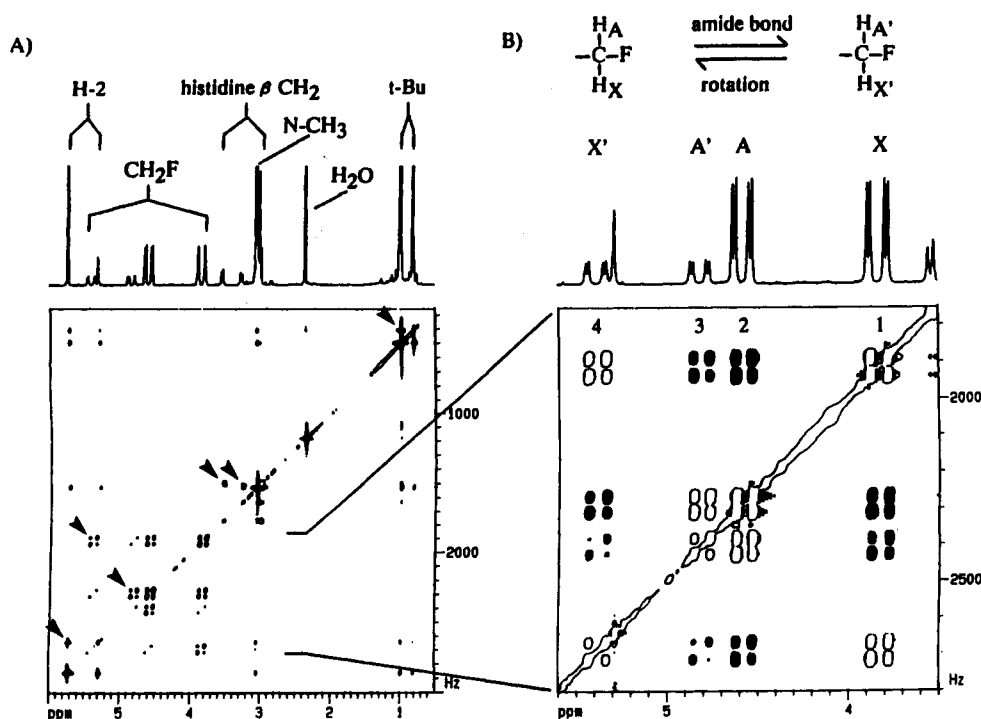 A)
H-2
histidine β CH2
t-Bu
N-CH3
CH2F
H2O
1000
2000
Hz
ppm 5 4 3 2 1
B)
HA amide bond HA'
-C-F -C-F
HX rotation HX'
X' A' A X
4 3 2 1
2000
2500
Hz
ppm 5 4